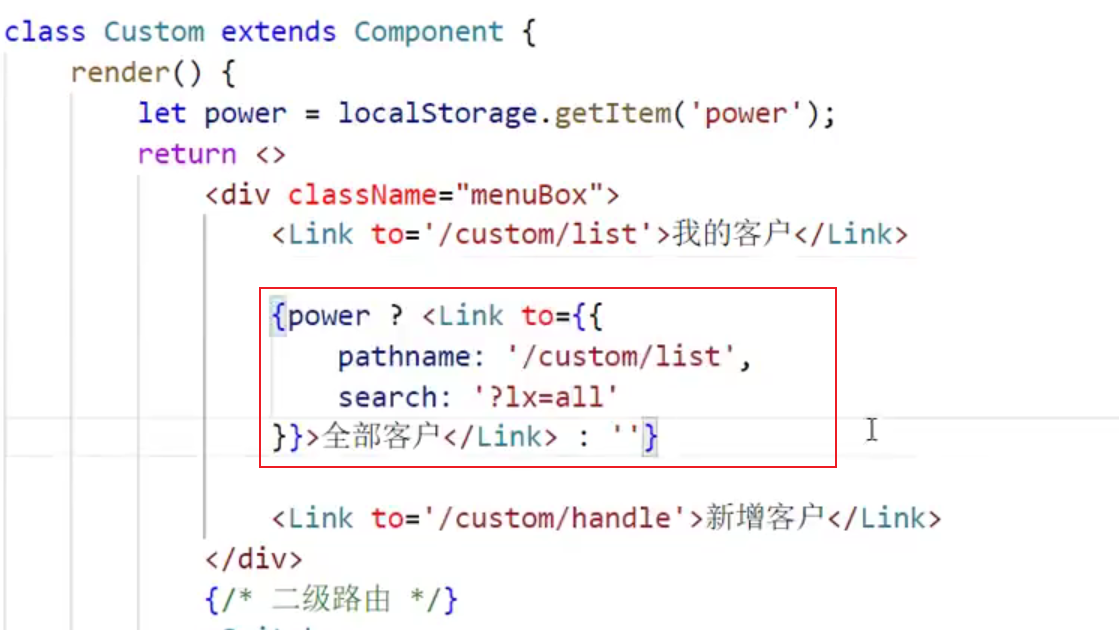 class Custom extends Component {
render() {
let power = localStorage.getItem('power');
return <>
<div className="menuBox">
<Link to='/custom/list'>我的客户</Link>
{power ? <Link to={{
pathname: '/custom/list',
search: '?lx=all'
}}>全部客户</Link> : ''}
<Link to='/custom/handle'>新增客户</Link>
</div>
{/* 二级路由 */}